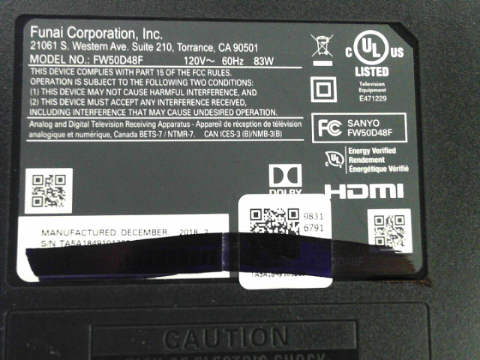 Funai Corporation, Inc.
21061 S. Western Ave. Suite 210, Torrance, CA 90501
MODEL NO.: FW50D48F 120V~ 60Hz 83W
THIS DEVICE COMPLIES WITH PART 15 OF THE FCC RULES.
OPERATION IS SUBJECT TO THE FOLLOWING TWO CONDITIONS:
(1) THIS DEVICE MAY NOT CAUSE HARMFUL INTERFERENCE, AND
(2) THIS DEVICE MUST ACCEPT ANY INTERFERENCE RECEIVED,
INCLUDING INTERFERENCE THAT MAY CAUSE UNDESIRED OPERATION.
Analog and Digital Television Receiving Apparatus - Appareil de réception de télévision
analogique et numérique, Canada BETS-7 / NTMR-7. CAN ICES-3 (B)/NMB-3(B)
C UL US
LISTED
Television
Equipment
E471229
FC SANYO
FW50D48F
UL Energy Verified
Rendement
Énergétique Vérifié
DOLBY
HDMI
MANUFACTURED DECEMBER 2018
S/N
9831
6791
CAUTION